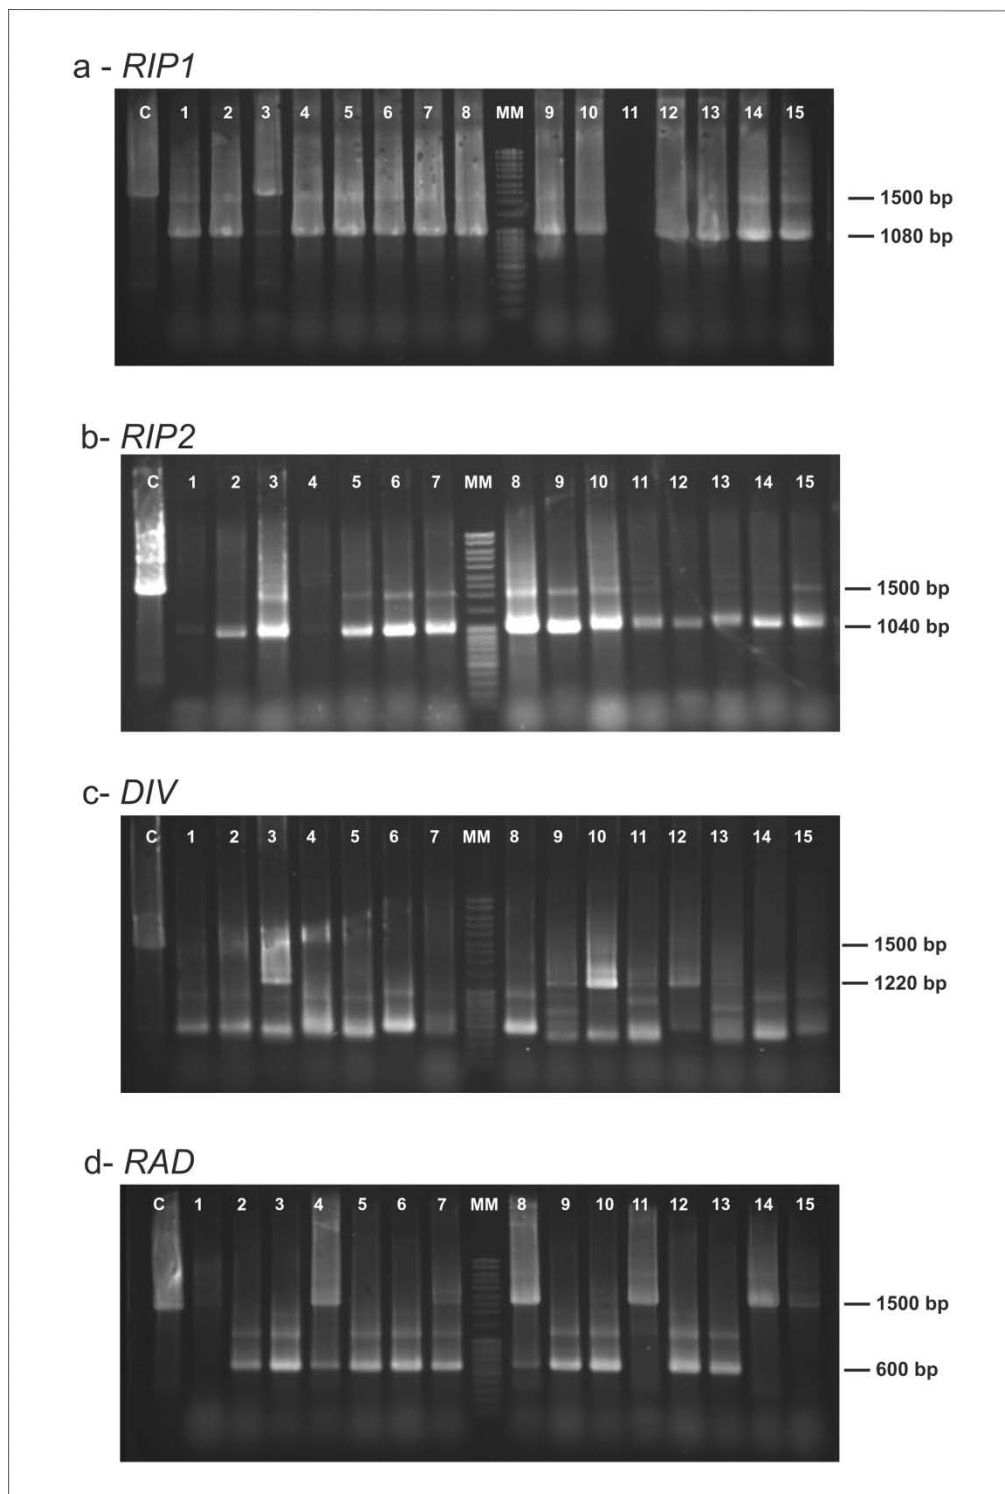 a - RIP1
C 1 2 3 4 5 6 7 8 MM 9 10 11 12 13 14 15
1500 bp
1080 bp
b- RIP2
C 1 2 3 4 5 6 7 MM 8 9 10 11 12 13 14 15
1500 bp
1040 bp
c- DIV
C 1 2 3 4 5 6 7 MM 8 9 10 11 12 13 14 15
1500 bp
1220 bp
d- RAD
C 1 2 3 4 5 6 7 MM 8 9 10 11 12 13 14 15
1500 bp
600 bp